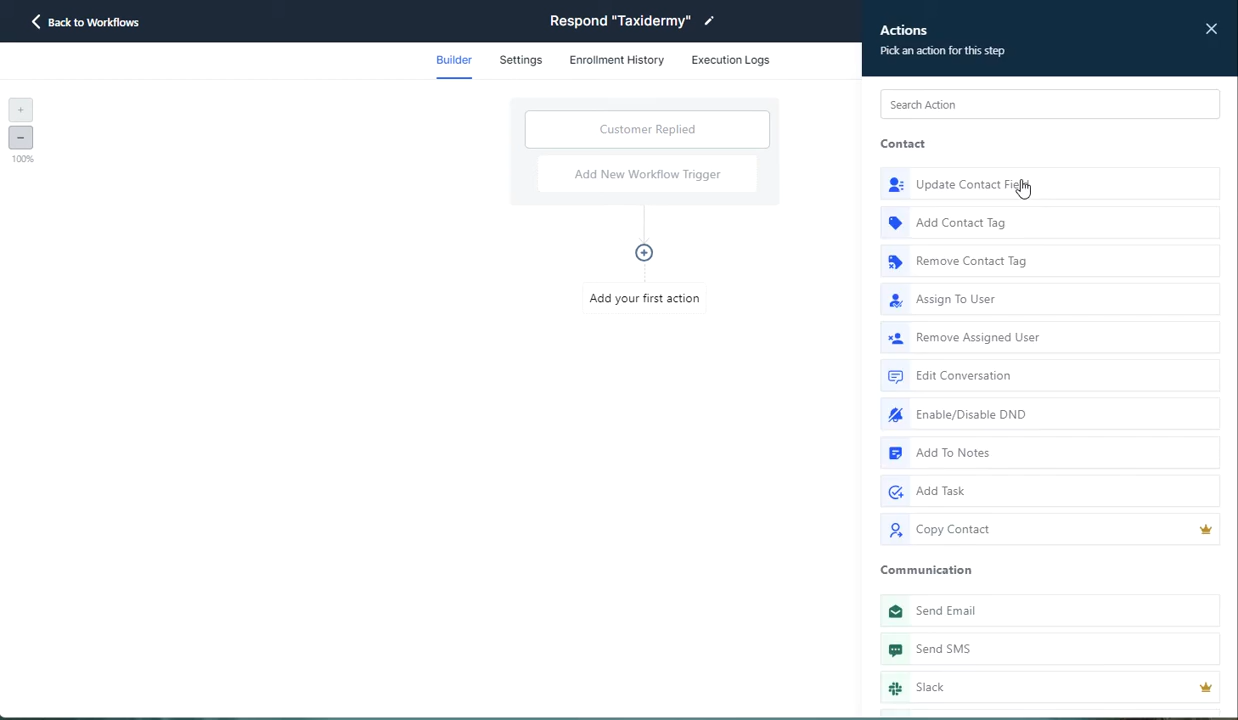 Back to Workflows
Respond "Taxidermy"
Builder
Settings
Enrollment History
Execution Logs
+
−
100%
Customer Replied
Add New Workflow Trigger
Add your first action
Actions
Pick an action for this step
Search Action
Contact
Update Contact Field
Add Contact Tag
Remove Contact Tag
Assign To User
Remove Assigned User
Edit Conversation
Enable/Disable DND
Add To Notes
Add Task
Copy Contact
Communication
Send Email
Send SMS
Slack